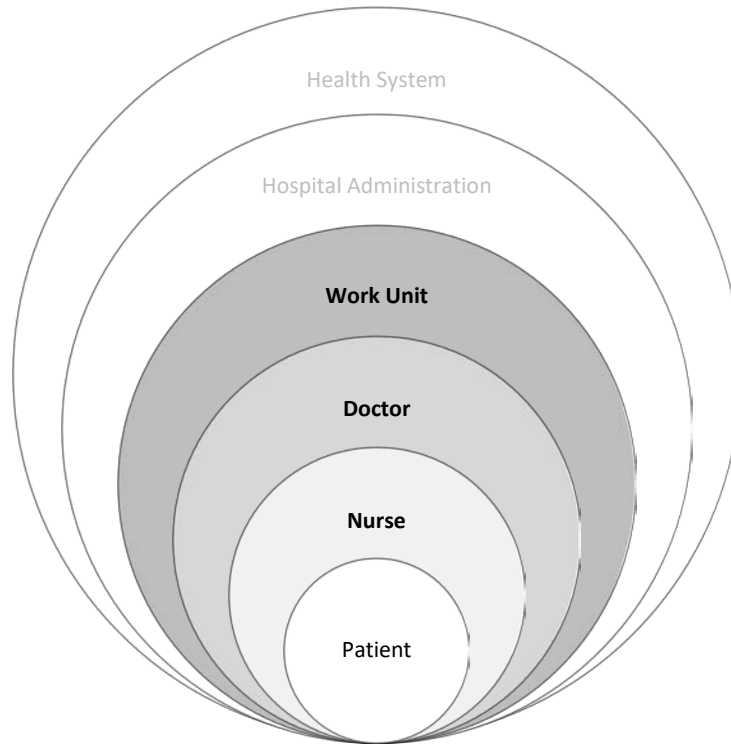 Health System
Hospital Administration
Work Unit
Doctor
Nurse
Patient